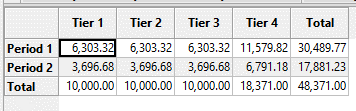 Tier 1 Tier 2 Tier 3 Tier 4 Total
Period 1 6,303.32 6,303.32 6,303.32 11,579.82 30,489.77
Period 2 3,696.68 3,696.68 3,696.68 6,791.18 17,881.23
Total 10,000.00 10,000.00 10,000.00 18,371.00 48,371.00